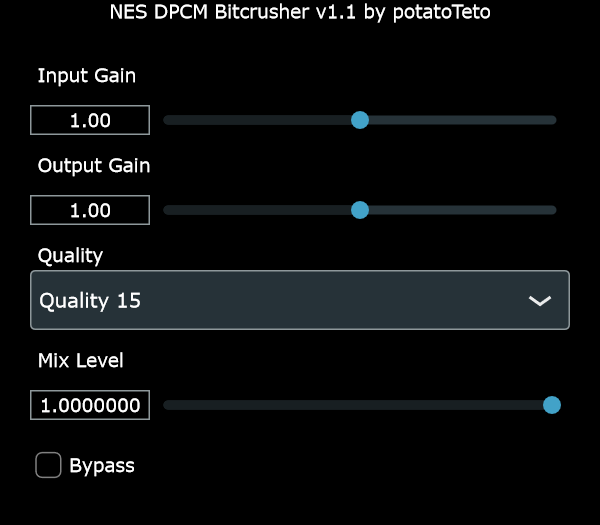 NES DPCM Bitcrusher v1.1 by potatoTeto
Input Gain
1.00
Output Gain
1.00
Quality
Quality 15
Mix Level
1.0000000
Bypass